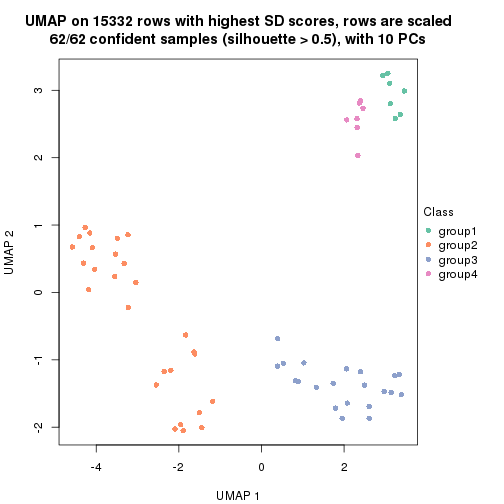 UMAP on 15332 rows with highest SD scores, rows are scaled
62/62 confident samples (silhouette > 0.5), with 10 PCs
3
2
1
0
-1
-2
UMAP 2
-4
-2
0
2
UMAP 1
Class
group1
group2
group3
group4